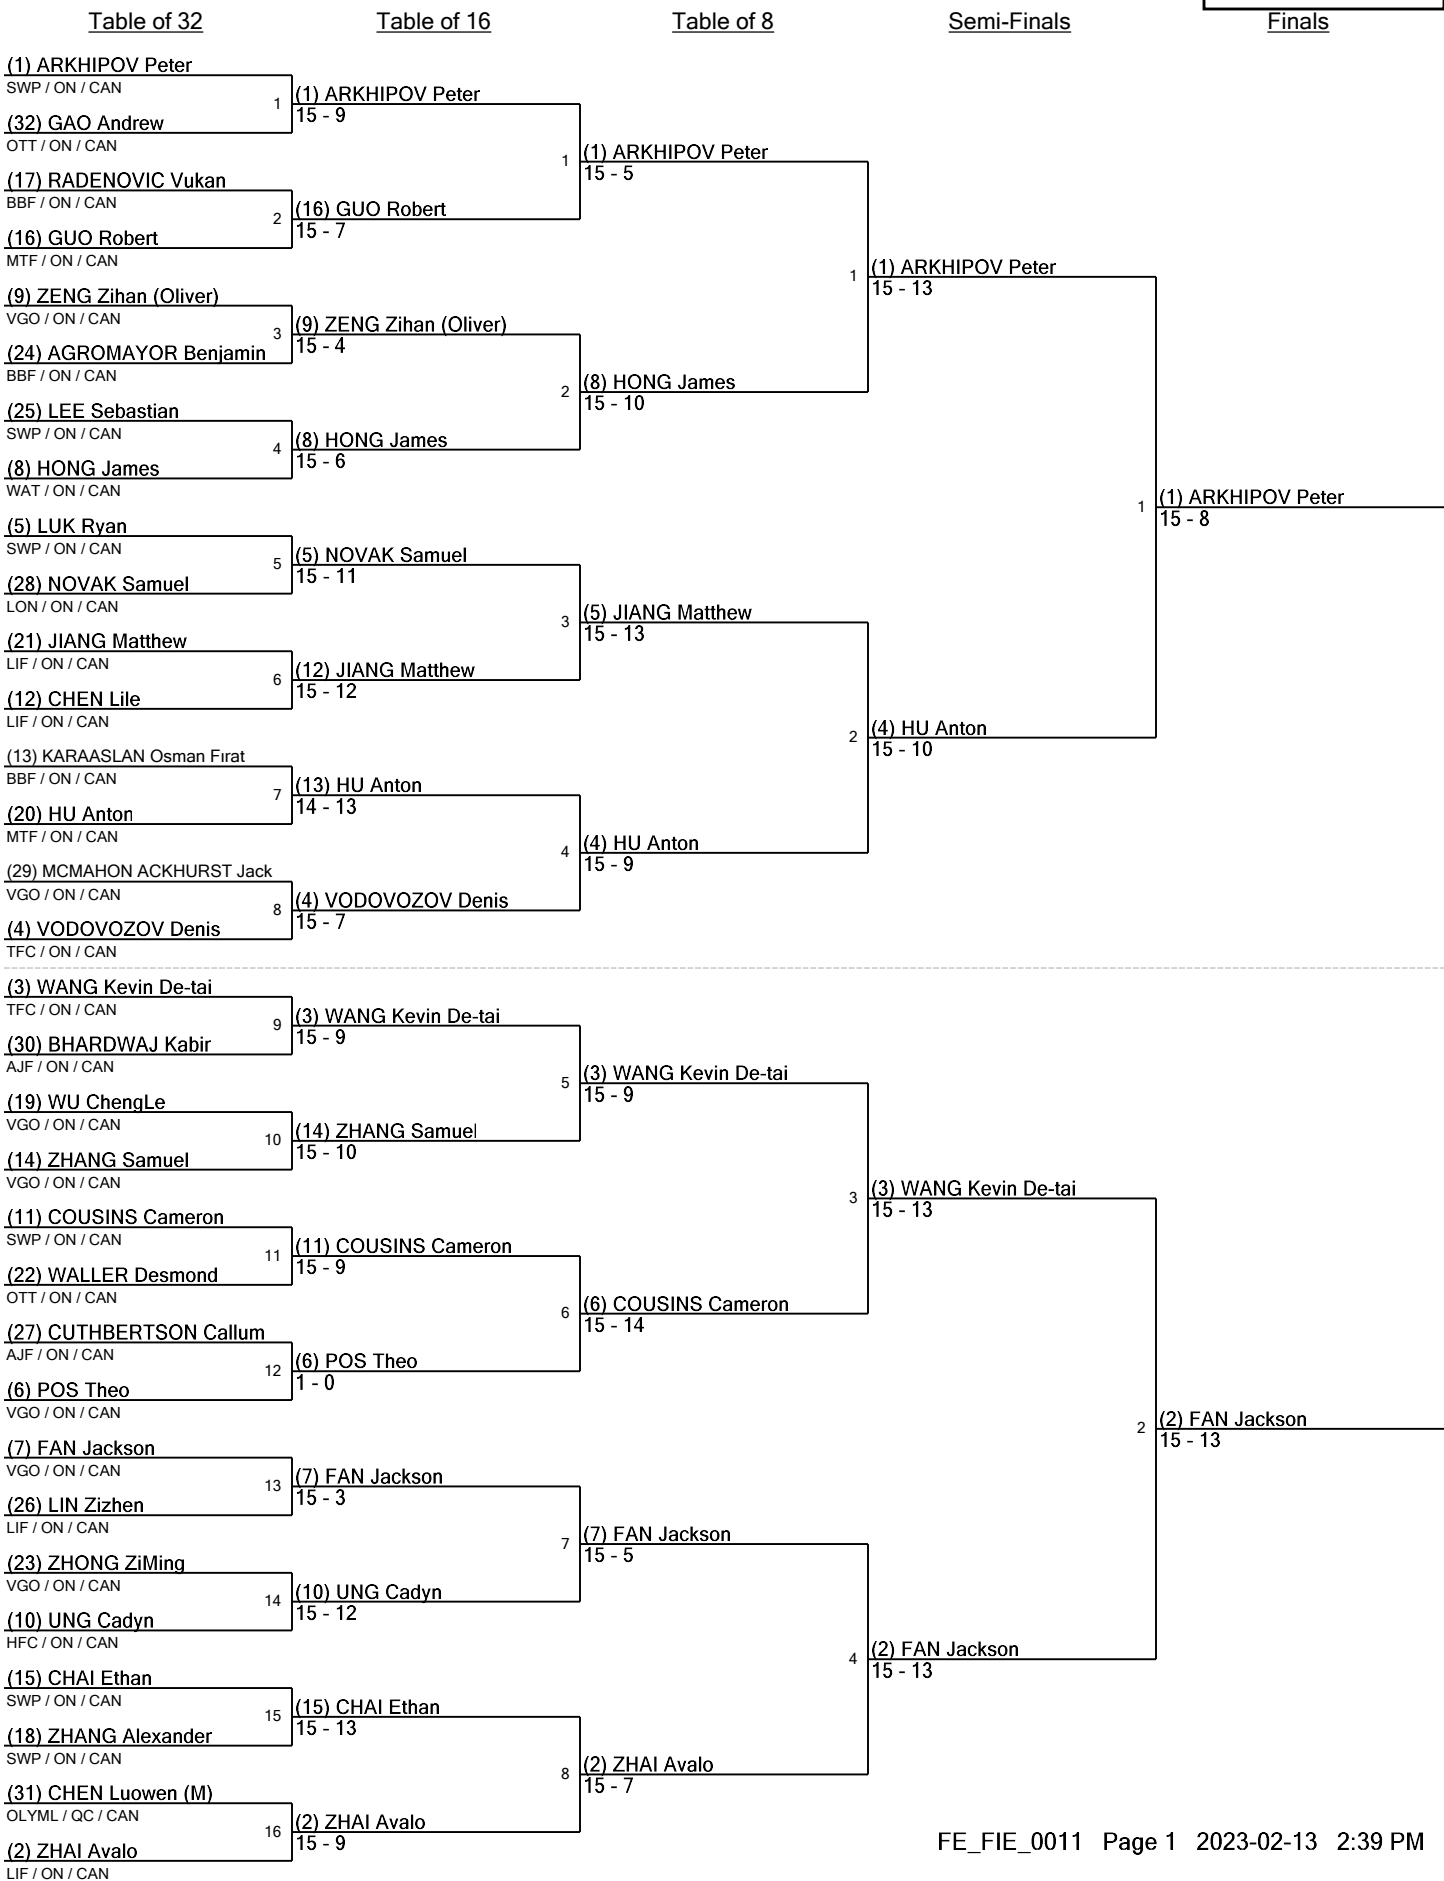 Table of 32 Table of 16 Table of 8 Semi-Finals Finals
(1) ARKHIPOV Peter
SWP / ON / CAN
1
(32) GAO Andrew
OTT / ON / CAN
(17) RADENOVIC Vukan
BBF / ON / CAN
2
(16) GUO Robert
MTF / ON / CAN
(9) ZENG Zihan (Oliver)
VGO / ON / CAN
3
(24) AGROMAYOR Benjamin
BBF / ON / CAN
(25) LEE Sebastian
SWP / ON / CAN
4
(8) HONG James
WAT / ON / CAN
(5) LUK Ryan
SWP / ON / CAN
5
(28) NOVAK Samuel
LON / ON / CAN
(21) JIANG Matthew
LIF / ON / CAN
6
(12) CHEN Lile
LIF / ON / CAN
(13) KARAASLAN Osman Fırat
BBF / ON / CAN
7
(20) HU Anton
MTF / ON / CAN
(29) MCMAHON ACKHURST Jack
VGO / ON / CAN
8
(4) VODOVOZOV Denis
TFC / ON / CAN
(3) WANG Kevin De-tai
TFC / ON / CAN
9
(30) BHARDWAJ Kabir
AJF / ON / CAN
(19) WU ChengLe
VGO / ON / CAN
10
(14) ZHANG Samuel
VGO / ON / CAN
(11) COUSINS Cameron
SWP / ON / CAN
11
(22) WALLER Desmond
OTT / ON / CAN
(27) CUTHBERTSON Callum
AJF / ON / CAN
12
(6) POS Theo
VGO / ON / CAN
(7) FAN Jackson
VGO / ON / CAN
13
(26) LIN Zizhen
LIF / ON / CAN
(23) ZHONG ZiMing
VGO / ON / CAN
14
(10) UNG Cadyn
HFC / ON / CAN
(15) CHAI Ethan
SWP / ON / CAN
15
(18) ZHANG Alexander
SWP / ON / CAN
(31) CHEN Luowen (M)
OLYML / QC / CAN
16
(2) ZHAI Avalo
LIF / ON / CAN
(1) ARKHIPOV Peter
15 - 9
1
(16) GUO Robert
15 - 7
(9) ZENG Zihan (Oliver)
15 - 4
2
(8) HONG James
15 - 6
(5) NOVAK Samuel
15 - 11
3
(12) JIANG Matthew
15 - 12
(13) HU Anton
14 - 13
4
(4) VODOVOZOV Denis
15 - 7
(3) WANG Kevin De-tai
15 - 9
5
(14) ZHANG Samuel
15 - 10
(11) COUSINS Cameron
15 - 9
6
(6) POS Theo
1 - 0
(7) FAN Jackson
15 - 3
7
(10) UNG Cadyn
15 - 12
(15) CHAI Ethan
15 - 13
8
(2) ZHAI Avalo
15 - 9
(1) ARKHIPOV Peter
15 - 5
1
(8) HONG James
15 - 10
(5) JIANG Matthew
15 - 13
2
(4) HU Anton
15 - 9
(3) WANG Kevin De-tai
15 - 9
3
(6) COUSINS Cameron
15 - 14
(7) FAN Jackson
15 - 5
4
(2) ZHAI Avalo
15 - 7
(1) ARKHIPOV Peter
15 - 13
1
(4) HU Anton
15 - 10
(3) WANG Kevin De-tai
15 - 13
2
(2) FAN Jackson
15 - 13
(1) ARKHIPOV Peter
15 - 8
(2) FAN Jackson
15 - 13
FE_FIE_0011 Page 1 2023-02-13 2:39 PM